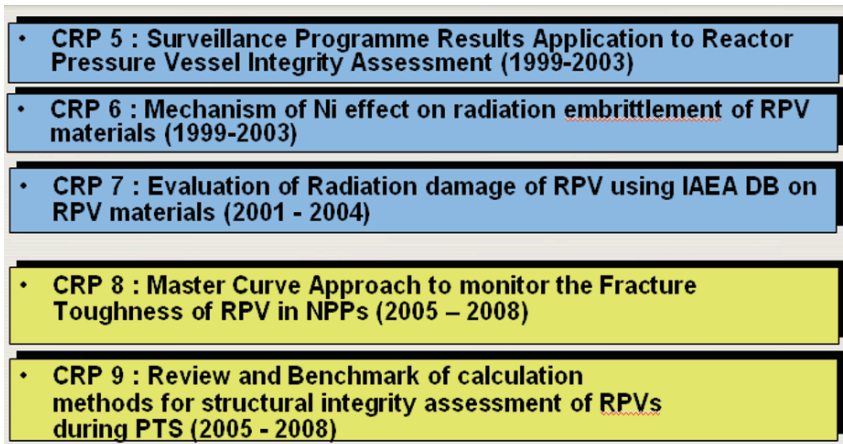 • CRP 5 : Surveillance Programme Results Application to Reactor
Pressure Vessel Integrity Assessment (1999-2003)
• CRP 6 : Mechanism of Ni effect on radiation embrittlement of RPV
materials (1999-2003)
• CRP 7 : Evaluation of Radiation damage of RPV using IAEA DB on
RPV materials (2001 - 2004)
• CRP 8 : Master Curve Approach to monitor the Fracture
Toughness of RPV in NPPs (2005 – 2008)
• CRP 9 : Review and Benchmark of calculation
methods for structural integrity assessment of RPVs
during PTS (2005 - 2008)